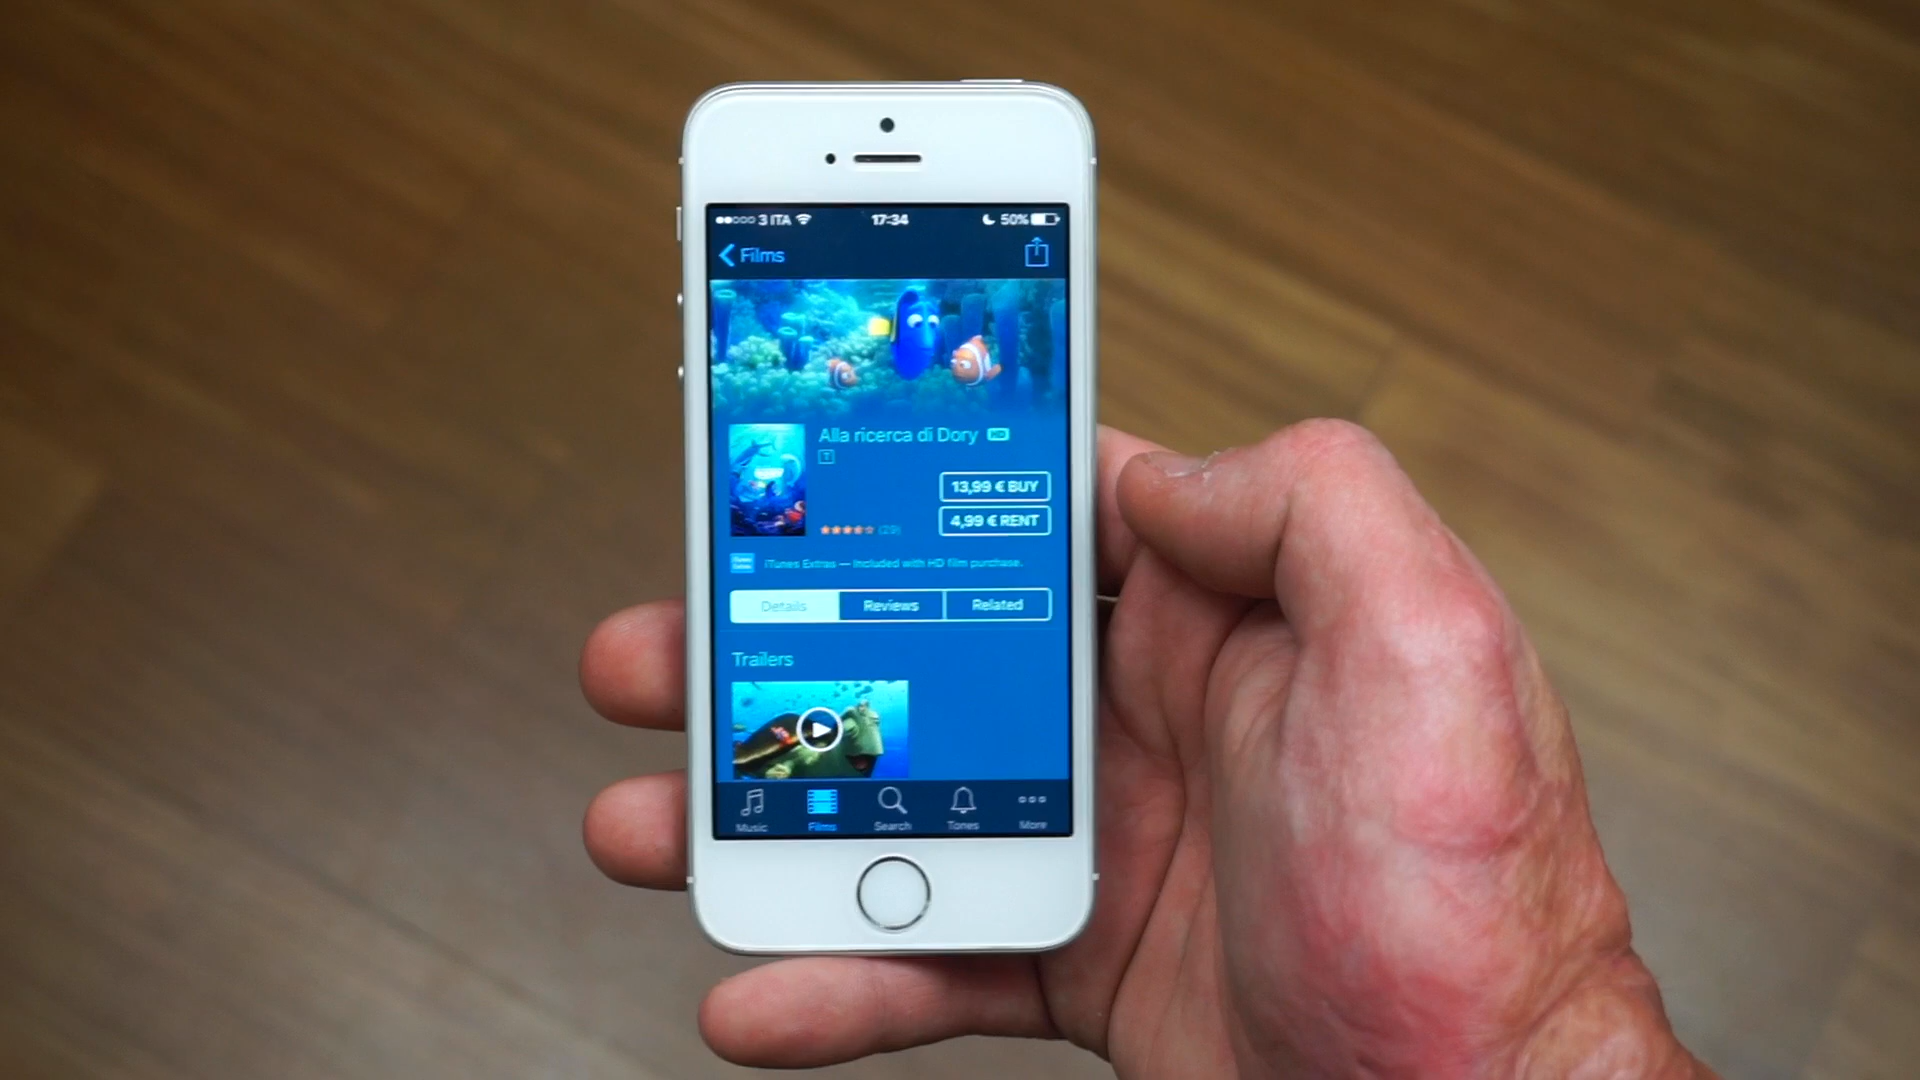 3 ITA 17:34 50%
Films
Alla ricerca di Dory HD
T
13,99 € BUY
4,99 € RENT
(29)
iTunes Extras — Included with HD film purchase.
Details Reviews Related
Trailers
Music Films Search Tones More